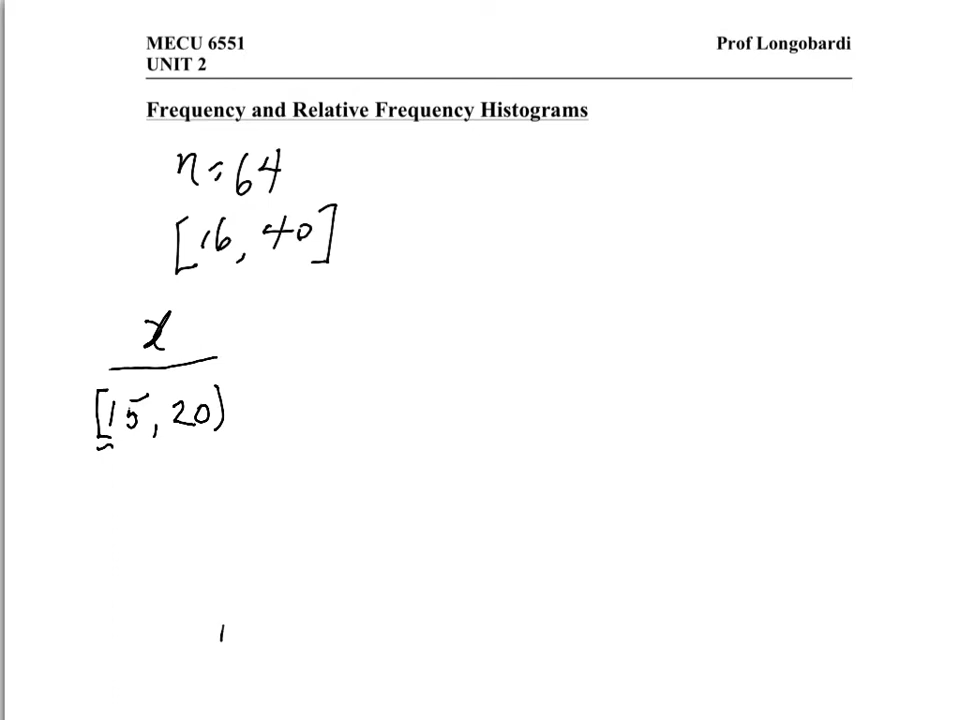 MECU 6551 Prof Longobardi
UNIT 2
Frequency and Relative Frequency Histograms
n = 64
[16, 40]
x
[15, 20)